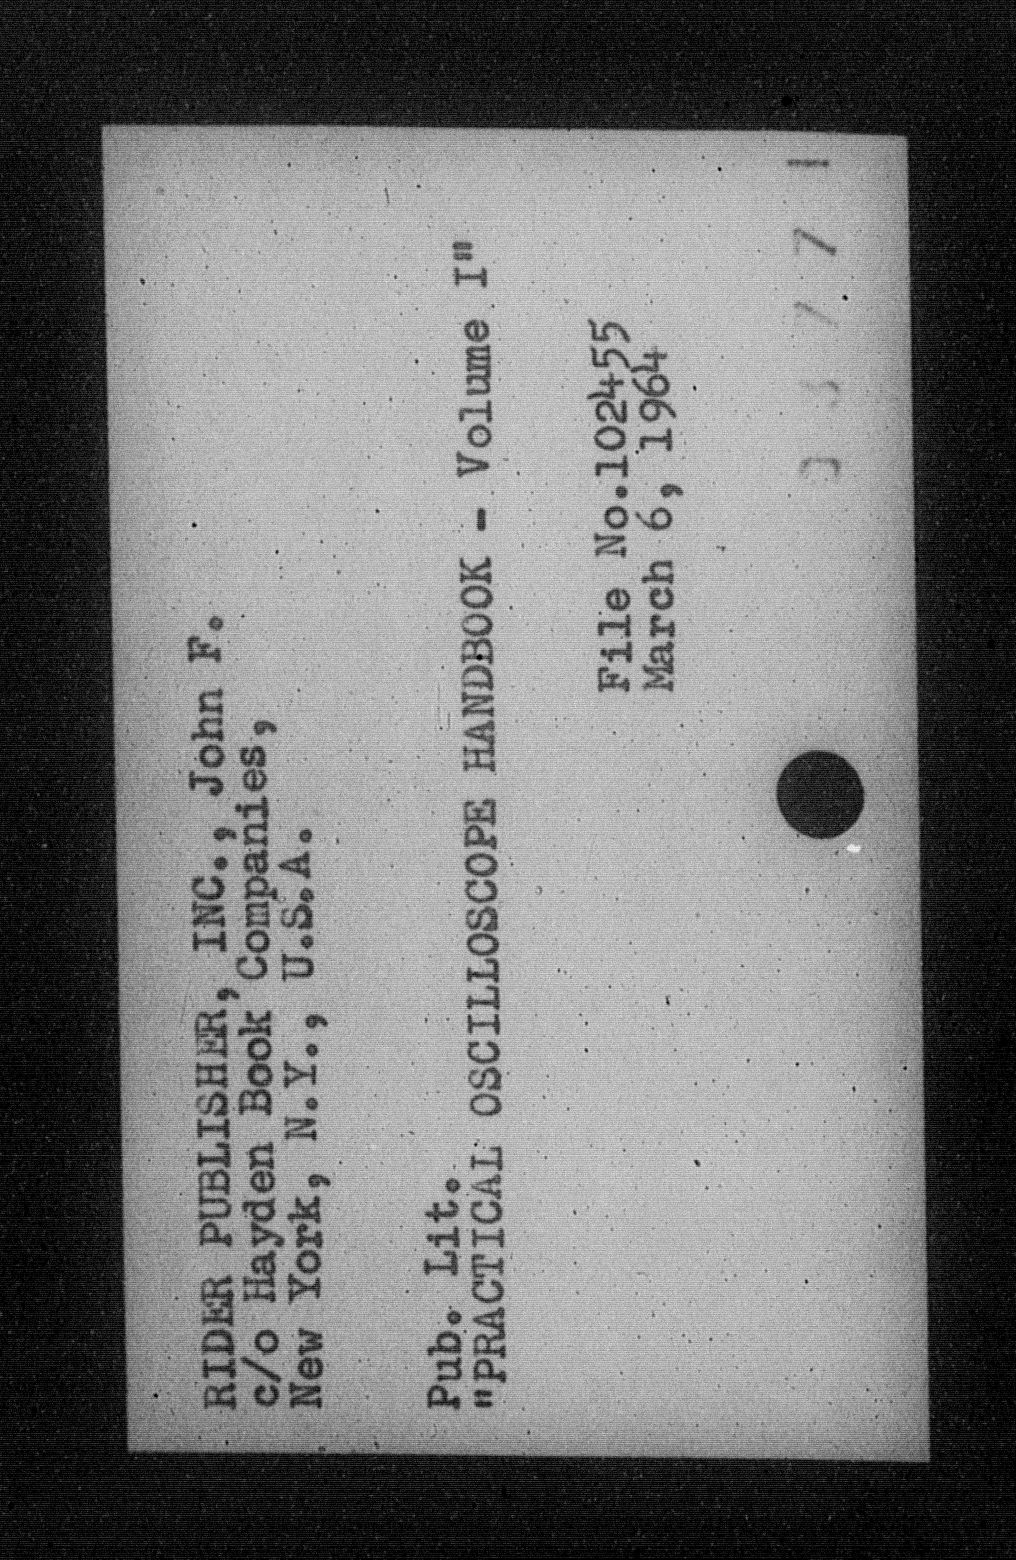 RIDER PUBLISHER, INC., John F.
c/o Hayden Book Companies,
New York, N.Y., U.S.A.
Pub. Lit.
"PRACTICAL OSCILLOSCOPE HANDBOOK - Volume I"
File No.102455
March 6, 1964